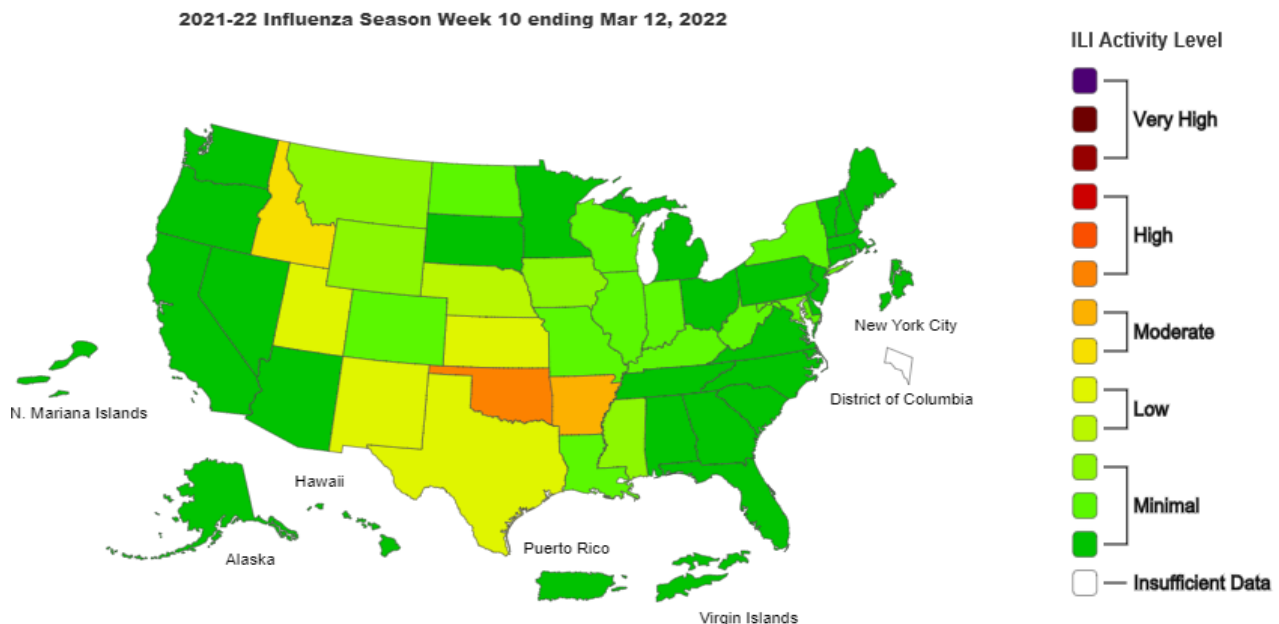 2021-22 Influenza Season Week 10 ending Mar 12, 2022
ILI Activity Level
Very High
High
Moderate
Low
Minimal
Insufficient Data
New York City
District of Columbia
N. Mariana Islands
Hawaii
Alaska
Puerto Rico
Virgin Islands